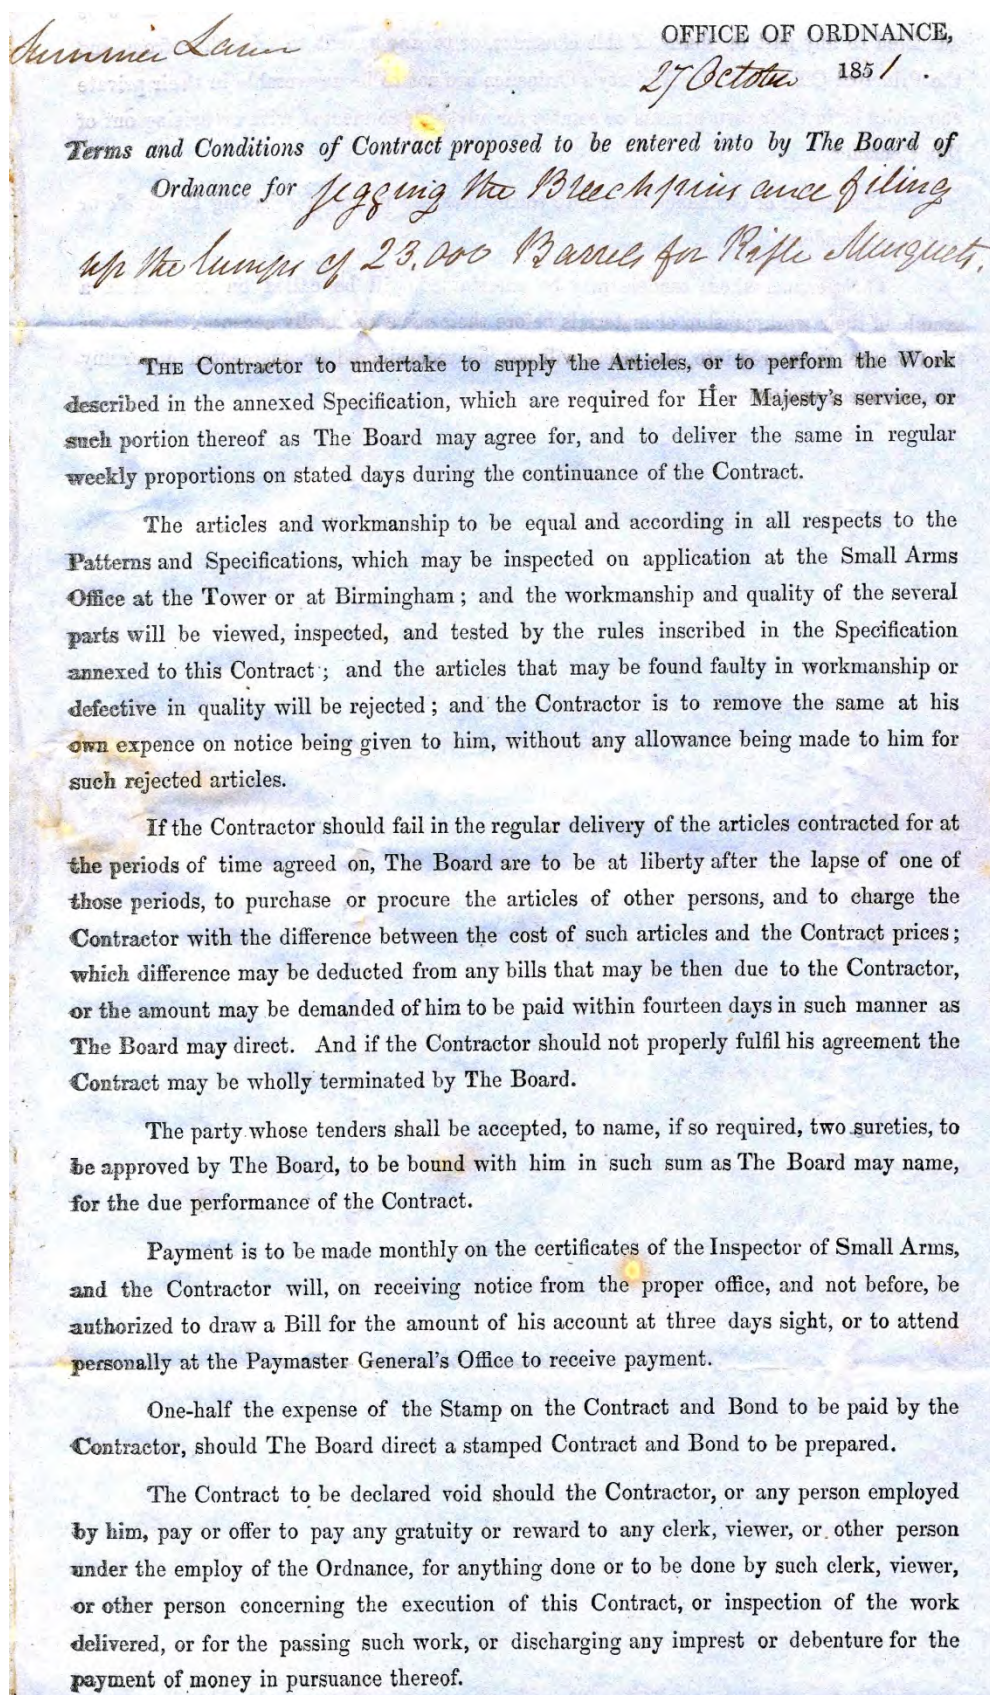 Summer Lane
OFFICE OF ORDNANCE,
27 October 1851.
Terms and Conditions of Contract proposed to be entered into by The Board of
Ordnance for jigging the Breech pins and filing
up the lumps of 23,000 Barrels for Rifle Musquets.
THE Contractor to undertake to supply the Articles, or to perform the Work
described in the annexed Specification, which are required for Her Majesty's service, or
such portion thereof as The Board may agree for, and to deliver the same in regular
weekly proportions on stated days during the continuance of the Contract.
The articles and workmanship to be equal and according in all respects to the
Patterns and Specifications, which may be inspected on application at the Small Arms
Office at the Tower or at Birmingham; and the workmanship and quality of the several
parts will be viewed, inspected, and tested by the rules inscribed in the Specification
annexed to this Contract; and the articles that may be found faulty in workmanship or
defective in quality will be rejected; and the Contractor is to remove the same at his
own expence on notice being given to him, without any allowance being made to him for
such rejected articles.
If the Contractor should fail in the regular delivery of the articles contracted for at
the periods of time agreed on, The Board are to be at liberty after the lapse of one of
those periods, to purchase or procure the articles of other persons, and to charge the
Contractor with the difference between the cost of such articles and the Contract prices;
which difference may be deducted from any bills that may be then due to the Contractor,
or the amount may be demanded of him to be paid within fourteen days in such manner as
The Board may direct. And if the Contractor should not properly fulfil his agreement the
Contract may be wholly terminated by The Board.
The party whose tenders shall be accepted, to name, if so required, two sureties, to
be approved by The Board, to be bound with him in such sum as The Board may name,
for the due performance of the Contract.
Payment is to be made monthly on the certificates of the Inspector of Small Arms,
and the Contractor will, on receiving notice from the proper office, and not before, be
authorized to draw a Bill for the amount of his account at three days sight, or to attend
personally at the Paymaster General's Office to receive payment.
One-half the expense of the Stamp on the Contract and Bond to be paid by the
Contractor, should The Board direct a stamped Contract and Bond to be prepared.
The Contract to be declared void should the Contractor, or any person employed
by him, pay or offer to pay any gratuity or reward to any clerk, viewer, or other person
under the employ of the Ordnance, for anything done or to be done by such clerk, viewer,
or other person concerning the execution of this Contract, or inspection of the work
delivered, or for the passing such work, or discharging any imprest or debenture for the
payment of money in pursuance thereof.